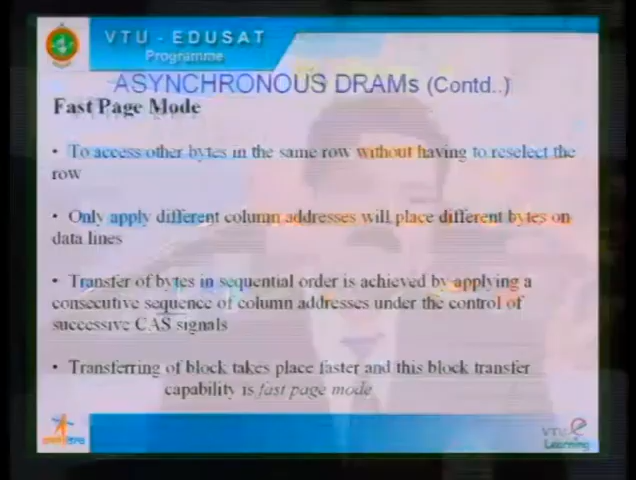 VTU - EDUSAT
Programme
ASYNCHRONOUS DRAMs (Contd..)
Fast Page Mode
• To access other bytes in the same row without having to reselect the
row
• Only apply different column addresses will place different bytes on
data lines
• Transfer of bytes in sequential order is achieved by applying a
consecutive sequence of column addresses under the control of
successive CAS signals
• Transferring of block takes place faster and this block transfer
capability is fast page mode
VTU e
Learning